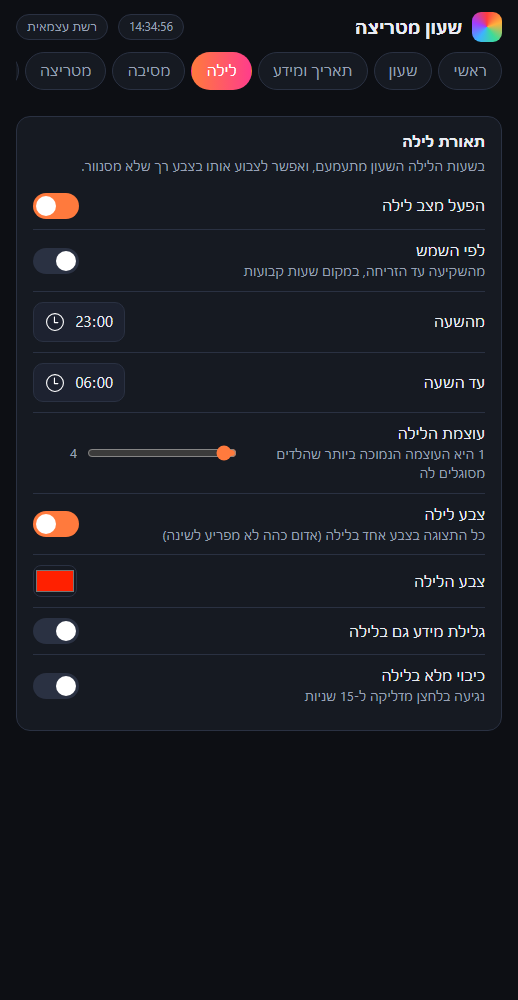 שעון מטריצה
14:34:56
רשת עצמאית
ראשי
שעון
תאריך ומידע
לילה
מסיבה
מטריצה
תאורת לילה
בשעות הלילה השעון מתעמעם, ואפשר לצבוע אותו בצבע רך שלא מסנוור.
הפעל מצב לילה
לפי השמש
מהשקיעה עד הזריחה, במקום שעות קבועות
מהשעה
23:00
עד השעה
06:00
עוצמת הלילה
1 היא העוצמה הנמוכה ביותר שהלדים
מסוגלים לה
4
צבע לילה
כל התצוגה בצבע אחד בלילה (אדום כהה לא מפריע לשינה)
צבע הלילה
גלילת מידע גם בלילה
כיבוי מלא בלילה
נגיעה בלחצן מדליקה ל-15 שניות